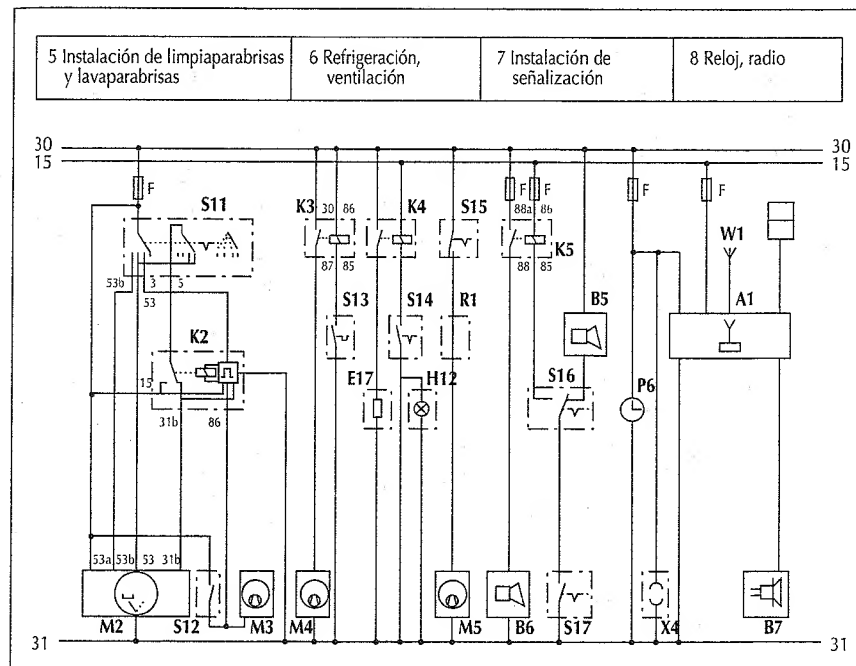 5 Instalación de limpiaparabrisas
y lavaparabrisas
6 Refrigeración,
ventilación
7 Instalación de
señalización
8 Reloj, radio
30
30
15
15
F
F
F
F
F
S11
K3
30
86
K4
S15
88a
86
K5
W1
87
85
88
85
53b
3
5
53
S13
S14
R1
B5
A1
K2
15
E17
H12
S16
P6
31b
86
53a
53b
53
31b
M2
S12
M3
M4
M5
B6
S17
X4
B7
31
31